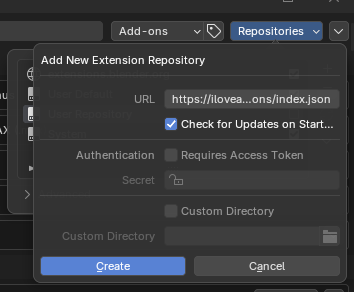 Add-ons
Repositories
Add New Extension Repository
URL
https://ilovea...ons/index.json
Check for Updates on Start...
Authentication
Requires Access Token
Secret
Custom Directory
Custom Directory
Create
Cancel